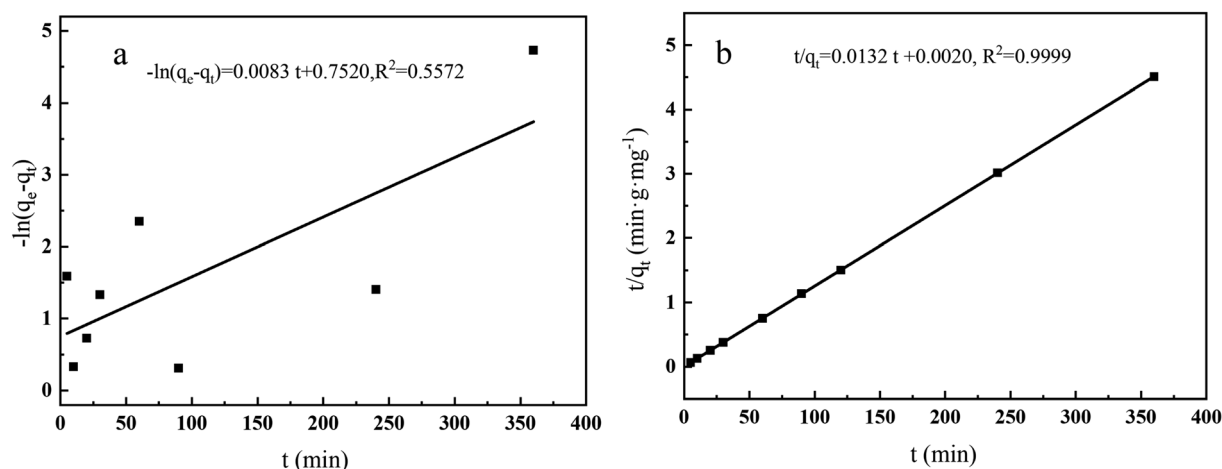 a
-ln(qₑ-qₜ)=0.0083 t+0.7520,R²=0.5572
-ln(qₑ-qₜ)
5
4
3
2
1
0
0 50 100 150 200 250 300 350 400
t (min)
b
t/qₜ=0.0132 t +0.0020, R²=0.9999
t/qₜ (min·g·mg⁻¹)
5
4
3
2
1
0
0 50 100 150 200 250 300 350 400
t (min)